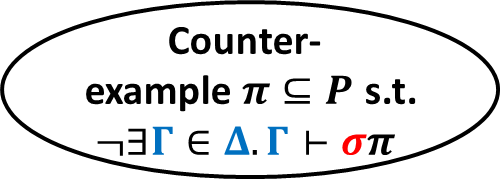 Counter-
example π ⊆ P s.t.
¬∃Γ ∈ Δ. Γ ⊢ σπ